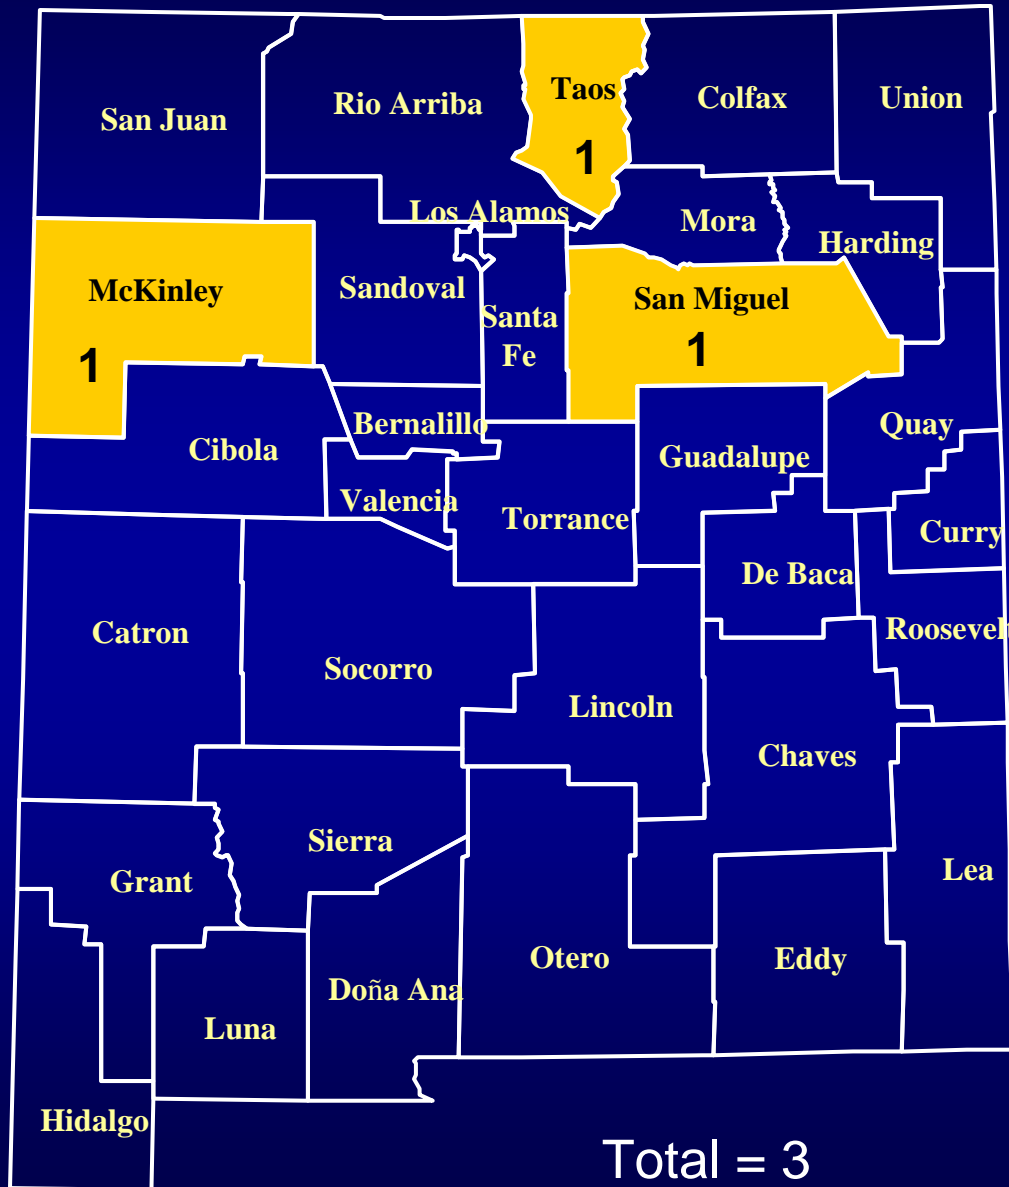 San Juan
Rio Arriba
Taos
1
Colfax
Union
Los Alamos
Mora
Harding
McKinley
1
Sandoval
Santa
Fe
San Miguel
1
Bernalillo
Cibola
Guadalupe
Quay
Valencia
Torrance
Curry
De Baca
Catron
Socorro
Roosevelt
Lincoln
Chaves
Sierra
Grant
Lea
Otero
Eddy
Doña Ana
Luna
Hidalgo
Total = 3